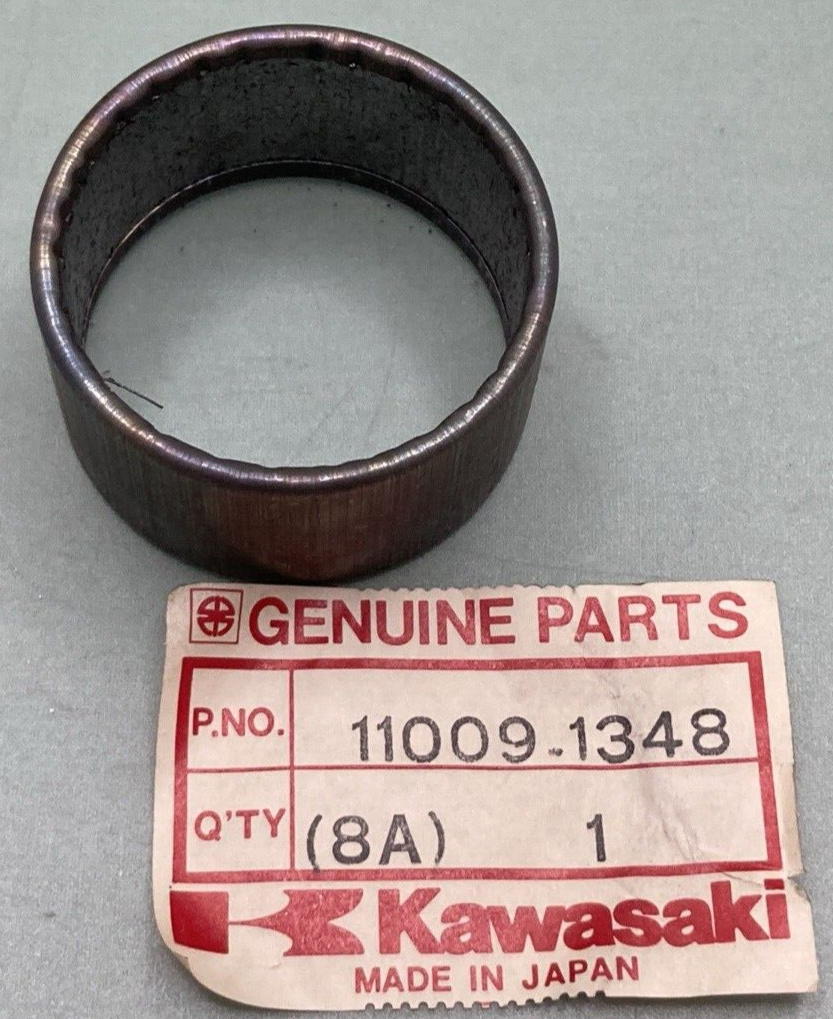 GENUINE PARTS
P.NO. 11009-1348
Q'TY (8A) 1
Kawasaki
MADE IN JAPAN